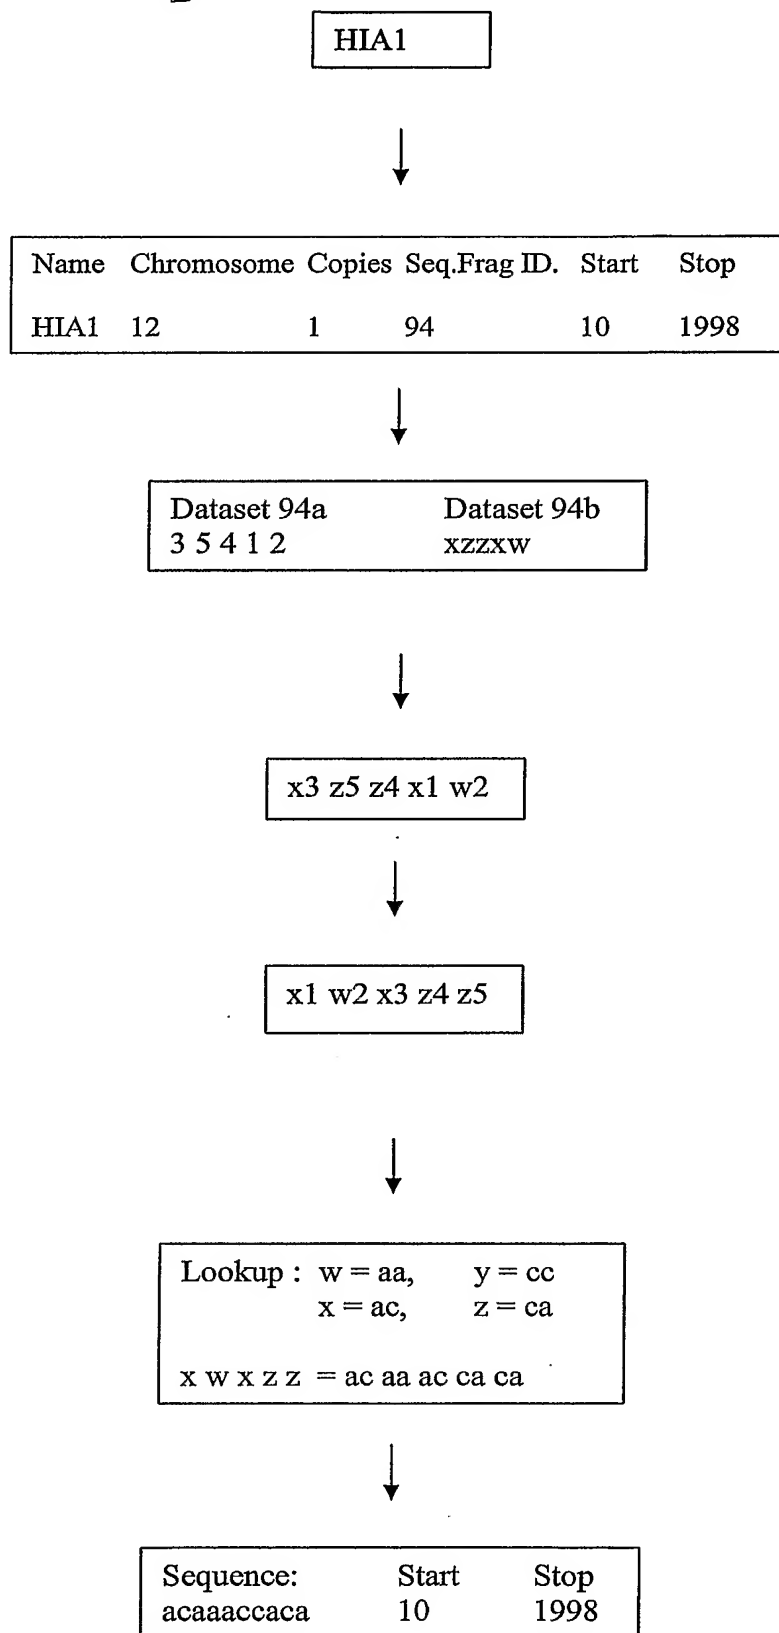 HIA1
Name Chromosome Copies Seq.Frag ID. Start Stop
HIA1 12 1 94 10 1998
Dataset 94a Dataset 94b
3 5 4 1 2 xzzxw
x3 z5 z4 x1 w2
x1 w2 x3 z4 z5
Lookup : w = aa, y = cc
x = ac, z = ca
x w x z z = ac aa ac ca ca
Sequence: Start Stop
acaaaccaca 10 1998